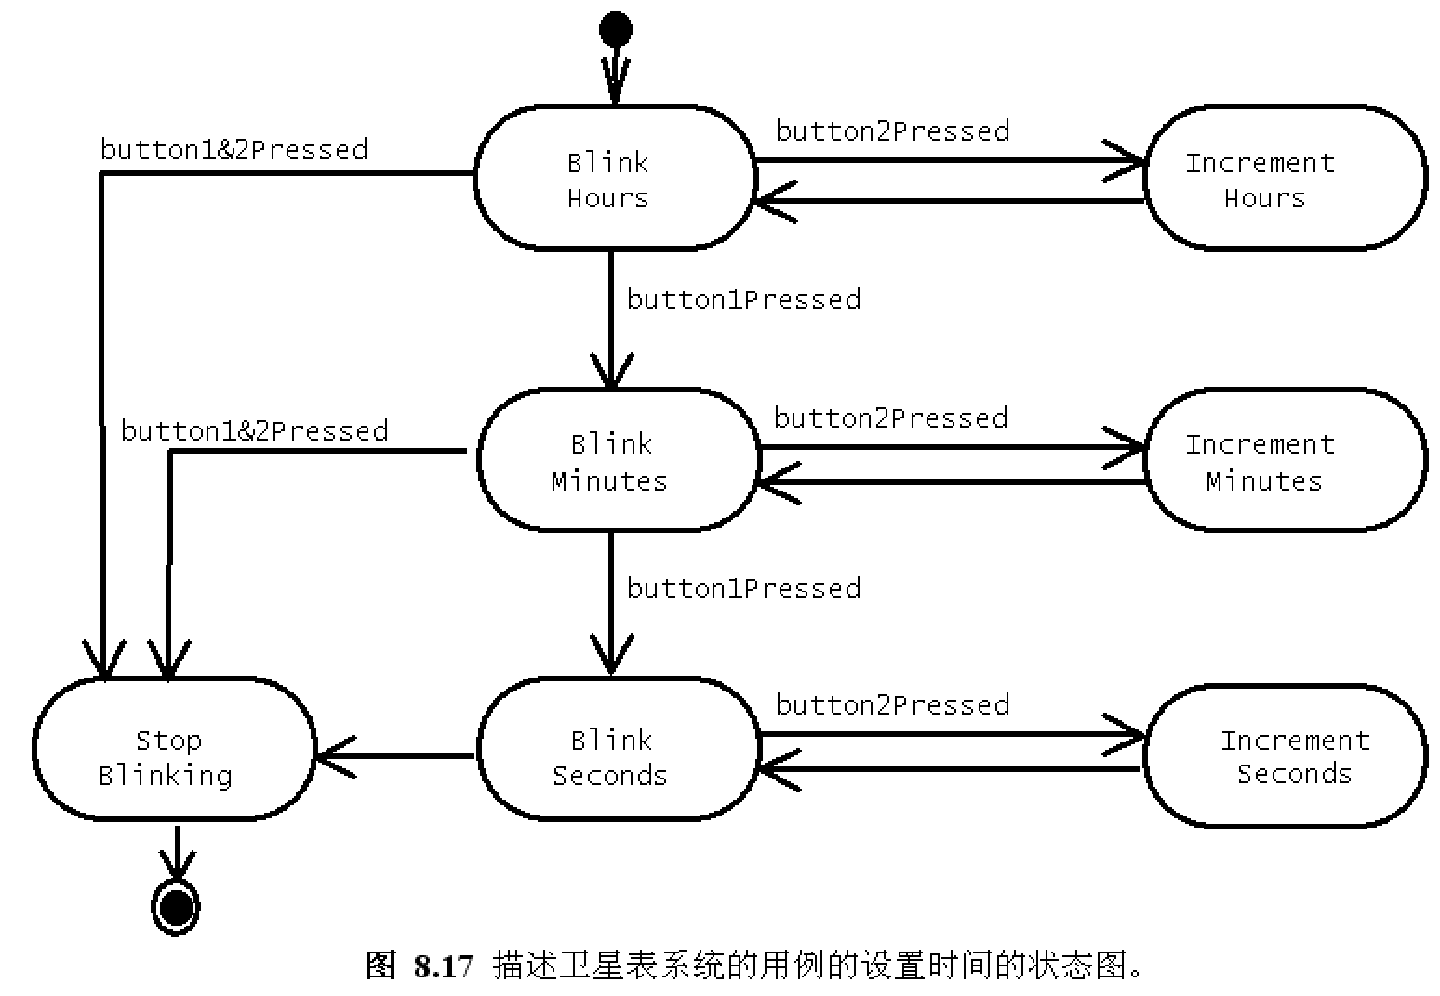 button1&2Pressed
Blink
Hours
button2Pressed
Increment
Hours
button1Pressed
button1&2Pressed
Blink
Minutes
button2Pressed
Increment
Minutes
button1Pressed
Stop
Blinking
Blink
Seconds
button2Pressed
Increment
Seconds
图 8.17 描述卫星表系统的用例的设置时间的状态图。